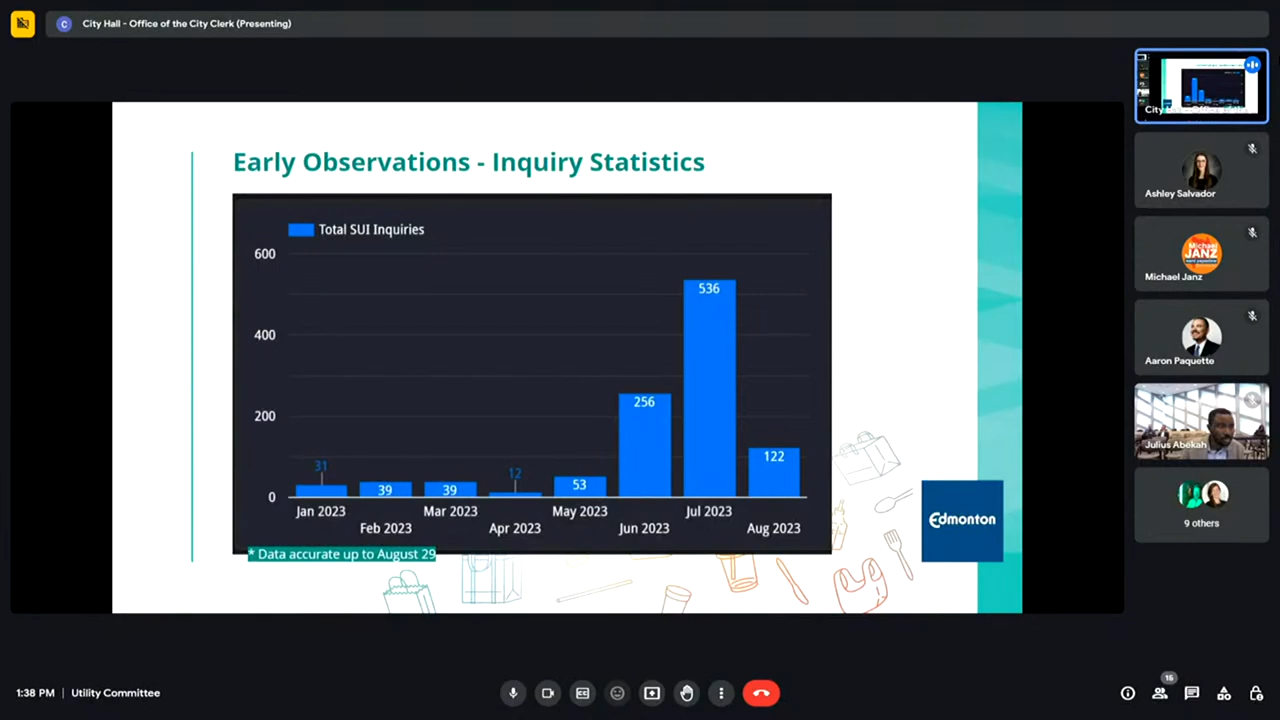 C
City Hall - Office of the City Clerk (Presenting)
Early Observations - Inquiry Statistics
Total SUI Inquiries
600
400
200
0
31
39
39
12
53
256
536
122
Jan 2023
Feb 2023
Mar 2023
Apr 2023
May 2023
Jun 2023
Jul 2023
Aug 2023
* Data accurate up to August 29
Edmonton
Ashley Salvador
Michael
JANZ
Michael Janz
Aaron Paquette
Julius Abekah
9 others
1:38 PM | Utility Committee
15